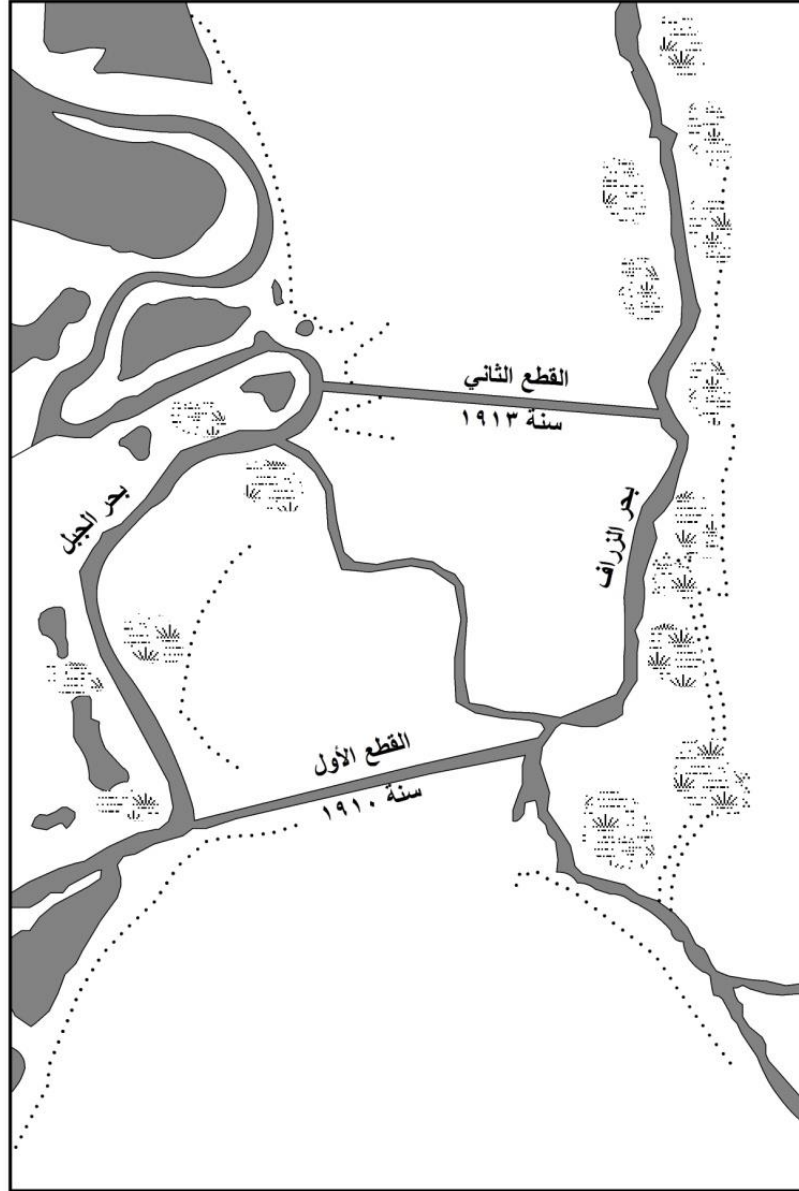 القطع الثاني
سنة ١٩١٣
بحر الجبل
بحر الزراف
القطع الأول
سنة ١٩١٠